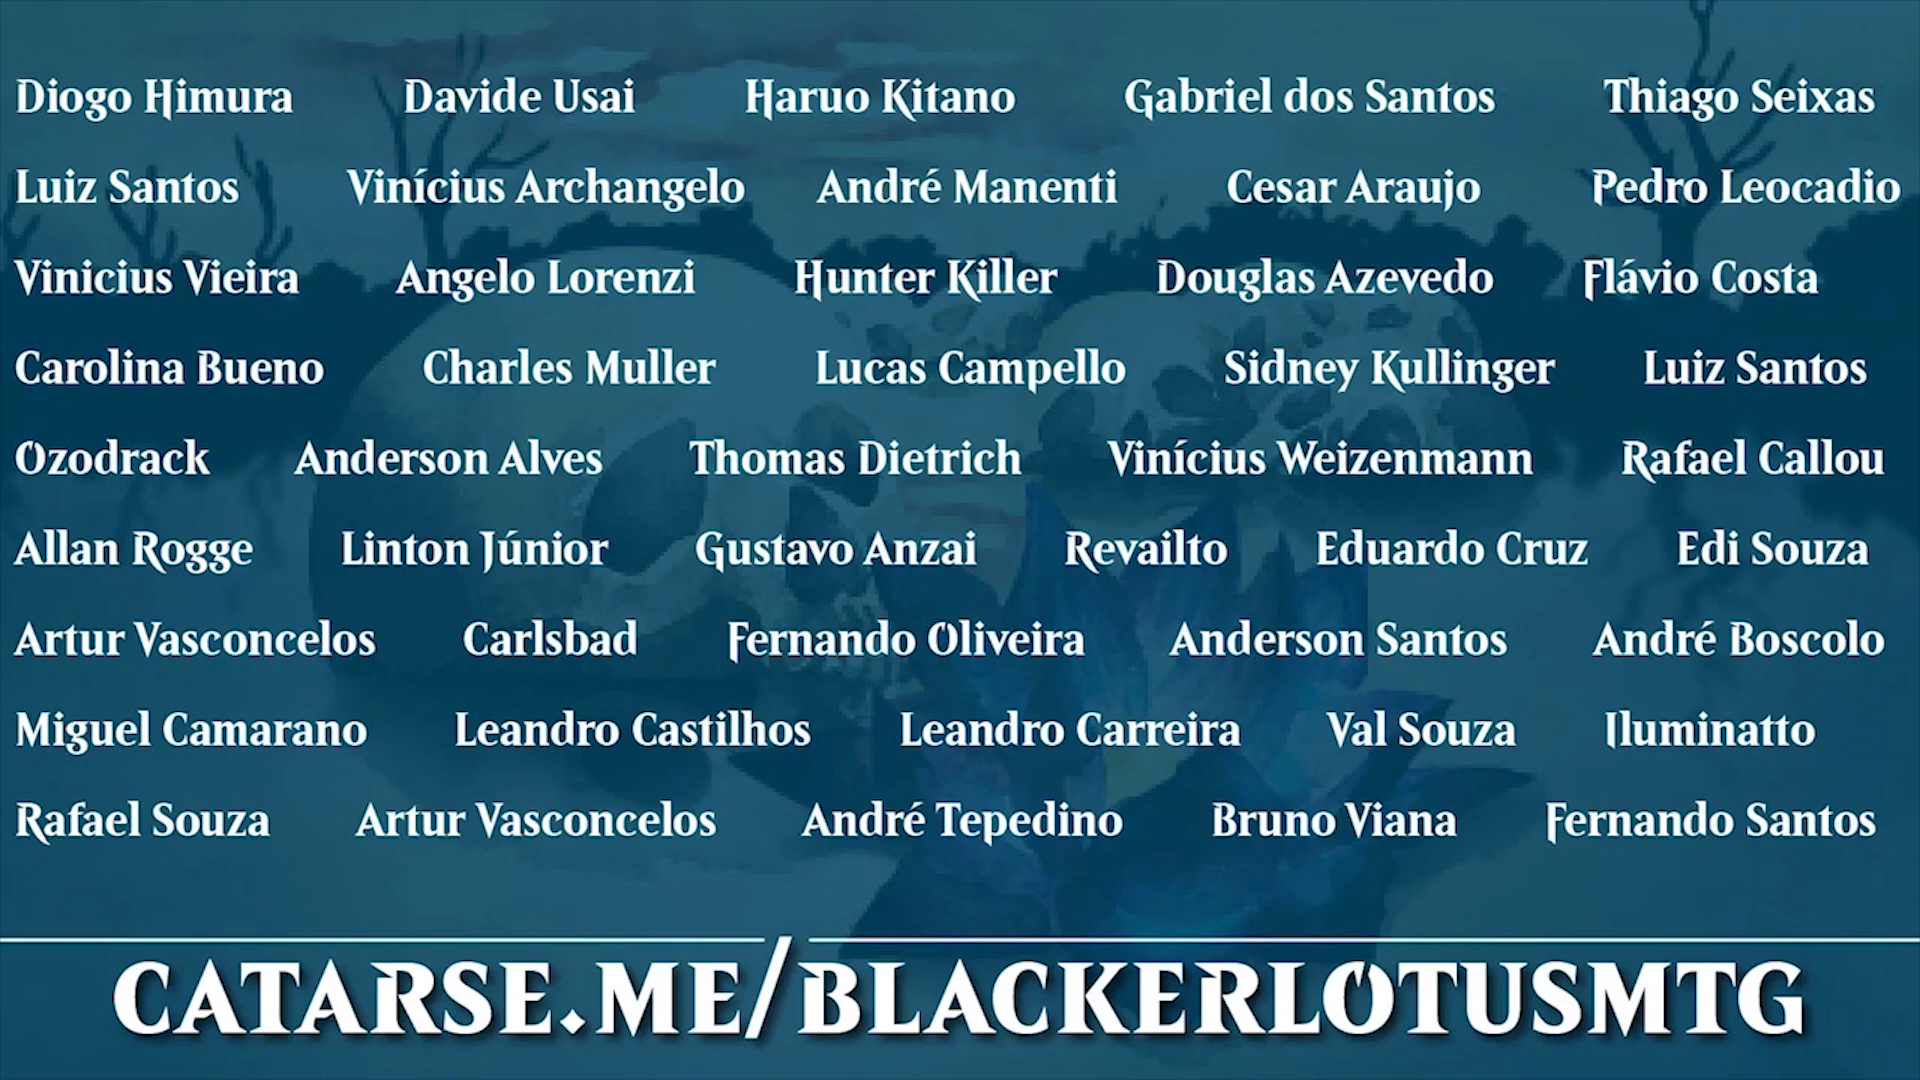 Diogo Himura Davide Usai Haruo Kitano Gabriel dos Santos Thiago Seixas
Luiz Santos Vinícius Archangelo André Manenti Cesar Araujo Pedro Leocadio
Vinicius Vieira Angelo Lorenzi Hunter Killer Douglas Azevedo Flávio Costa
Carolina Bueno Charles Muller Lucas Campello Sidney Kullinger Luiz Santos
Ozodrack Anderson Alves Thomas Dietrich Vinícius Weizenmann Rafael Callou
Allan Rogge Linton Júnior Gustavo Anzai Revailto Eduardo Cruz Edi Souza
Artur Vasconcelos Carlsbad Fernando Oliveira Anderson Santos André Boscolo
Miguel Camarano Leandro Castilhos Leandro Carreira Val Souza Iluminatto
Rafael Souza Artur Vasconcelos André Tepedino Bruno Viana Fernando Santos
CATARSE.ME/BLACKERLOTUSMTG